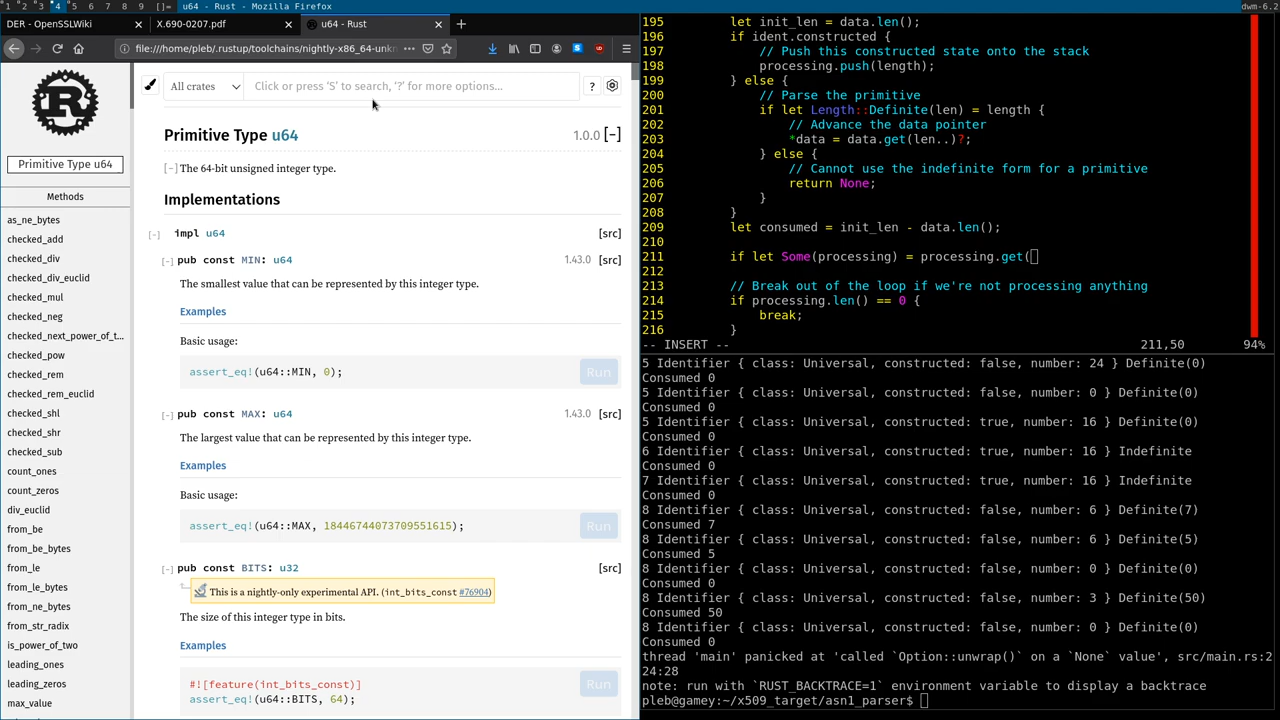 1 2 3 4 5 6 7 8 9 []= u64 - Rust - Mozilla Firefox dwm-6.2
DER - OpenSSLWiki X.690-0207.pdf u64 - Rust
file:///home/pleb/.rustup/toolchains/nightly-x86_64-unkn
All crates Click or press 'S' to search, '?' for more options… ?
Primitive Type u64
Methods
as_ne_bytes
checked_add
checked_div
checked_div_euclid
checked_mul
checked_neg
checked_next_power_of_t...
checked_pow
checked_rem
checked_rem_euclid
checked_shl
checked_shr
checked_sub
count_ones
count_zeros
div_euclid
from_be
from_be_bytes
from_le
from_le_bytes
from_ne_bytes
from_str_radix
is_power_of_two
leading_ones
leading_zeros
max_value
Primitive Type u64 1.0.0 [-]
[-] The 64-bit unsigned integer type.
Implementations
[-] impl u64 [src]
[-] pub const MIN: u64 1.43.0 [src]
The smallest value that can be represented by this integer type.
Examples
Basic usage:
assert_eq!(u64::MIN, 0); Run
[-] pub const MAX: u64 1.43.0 [src]
The largest value that can be represented by this integer type.
Examples
Basic usage:
assert_eq!(u64::MAX, 18446744073709551615); Run
[-] pub const BITS: u32 [src]
This is a nightly-only experimental API. (int_bits_const #76904)
The size of this integer type in bits.
Examples
#![feature(int_bits_const)] Run
assert_eq!(u64::BITS, 64);
195 let init_len = data.len();
196 if ident.constructed {
197 // Push this constructed state onto the stack
198 processing.push(length);
199 } else {
200 // Parse the primitive
201 if let Length::Definite(len) = length {
202 // Advance the data pointer
203 *data = data.get(len..)?;
204 } else {
205 // Cannot use the indefinite form for a primitive
206 return None;
207 }
208 }
209 let consumed = init_len - data.len();
210
211 if let Some(processing) = processing.get(
212
213 // Break out of the loop if we're not processing anything
214 if processing.len() == 0 {
215 break;
216 }
-- INSERT -- 211,50 94%
5 Identifier { class: Universal, constructed: false, number: 24 } Definite(0)
Consumed 0
5 Identifier { class: Universal, constructed: false, number: 0 } Definite(0)
Consumed 0
5 Identifier { class: Universal, constructed: true, number: 16 } Definite(0)
Consumed 0
6 Identifier { class: Universal, constructed: true, number: 16 } Indefinite
Consumed 0
7 Identifier { class: Universal, constructed: true, number: 16 } Indefinite
Consumed 0
8 Identifier { class: Universal, constructed: false, number: 6 } Definite(7)
Consumed 7
8 Identifier { class: Universal, constructed: false, number: 6 } Definite(5)
Consumed 5
8 Identifier { class: Universal, constructed: false, number: 0 } Definite(0)
Consumed 0
8 Identifier { class: Universal, constructed: false, number: 3 } Definite(50)
Consumed 50
8 Identifier { class: Universal, constructed: false, number: 0 } Definite(0)
Consumed 0
thread 'main' panicked at 'called `Option::unwrap()` on a `None` value', src/main.rs:2
24:28
note: run with `RUST_BACKTRACE=1` environment variable to display a backtrace
pleb@gamey:~/x509_target/asn1_parser$